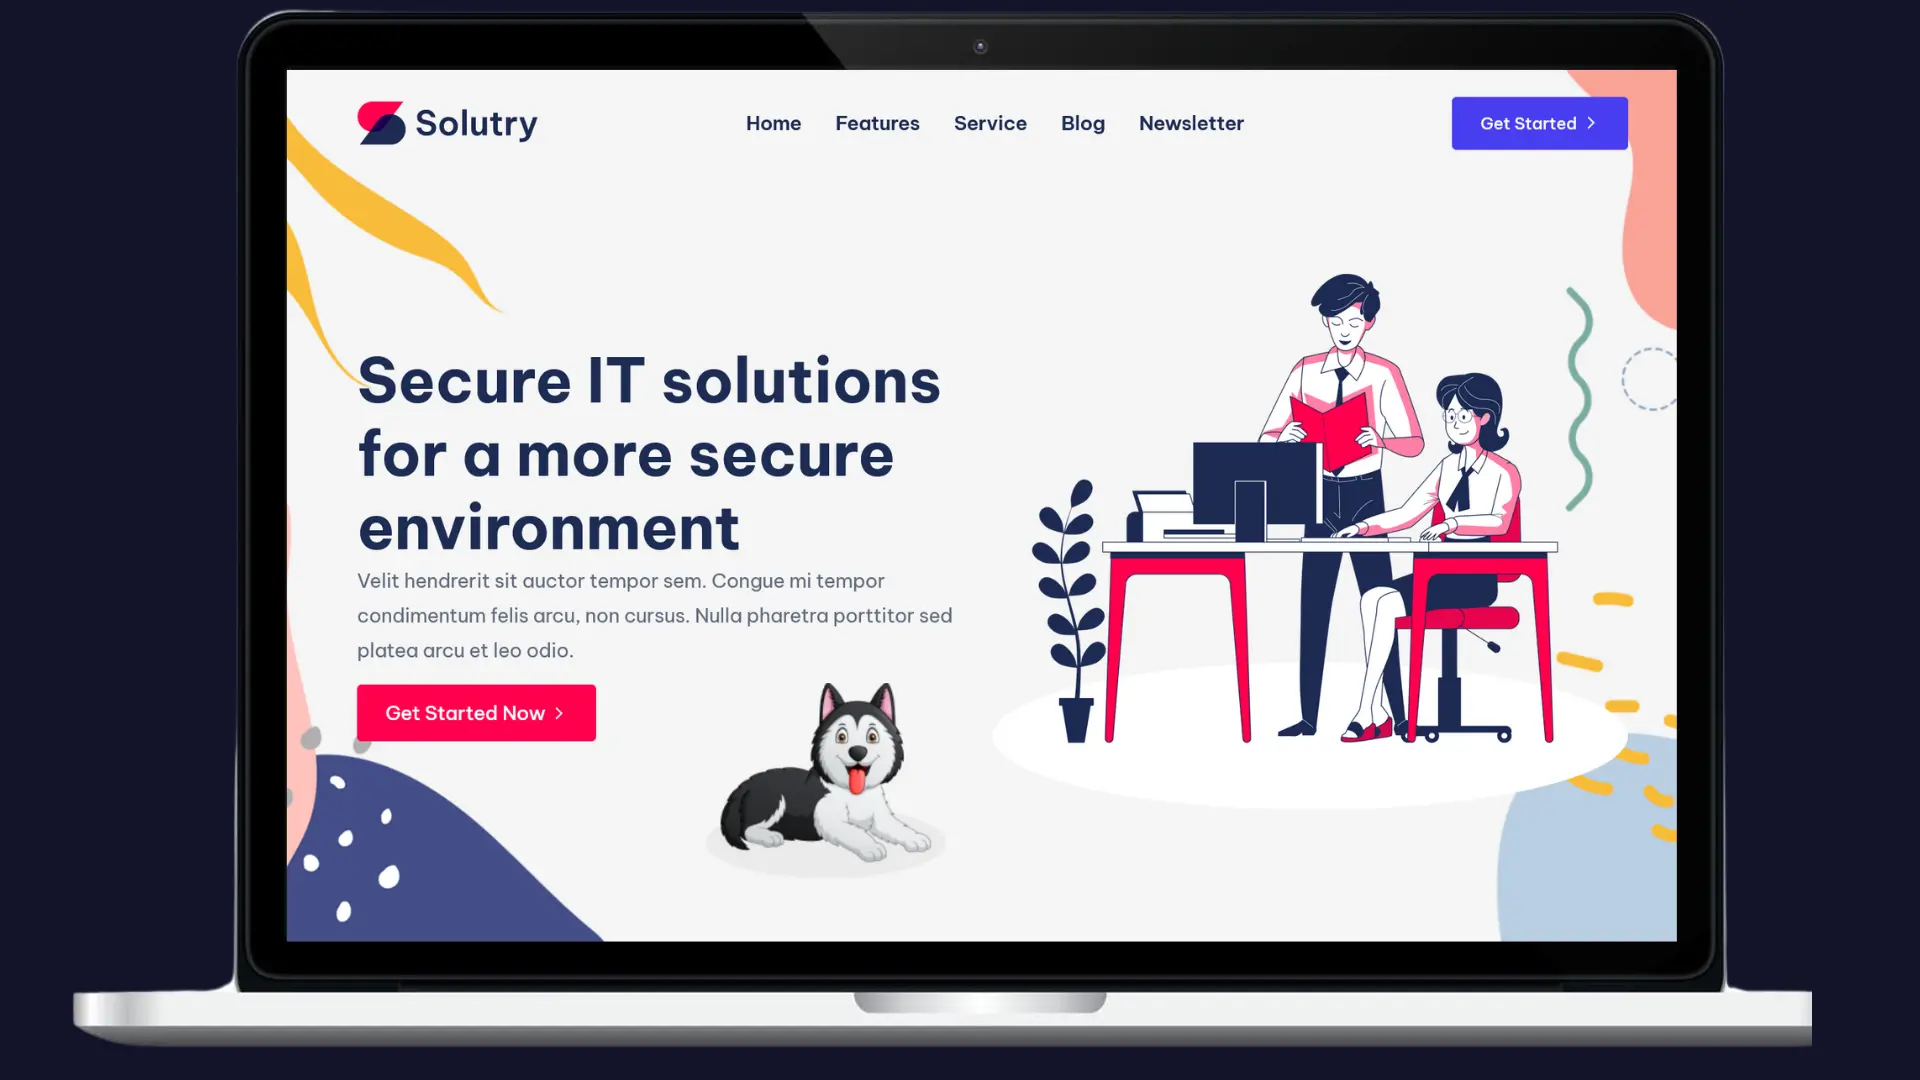 Solutry
Home Features Service Blog Newsletter
Get Started
Secure IT solutions
for a more secure
environment
Velit hendrerit sit auctor tempor sem. Congue mi tempor
condimentum felis arcu, non cursus. Nulla pharetra porttitor sed
platea arcu et leo odio.
Get Started Now